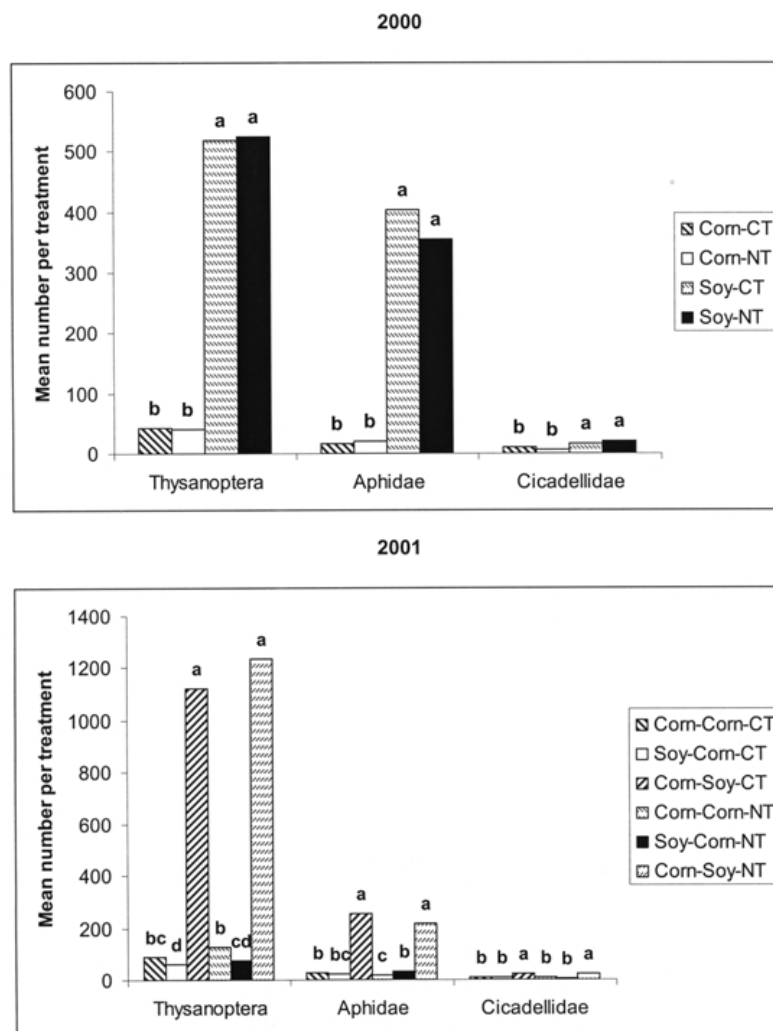 2000
Mean number per treatment
600
500
400
300
200
100
0
a a
b b
a
a
b b
b b a a
Thysanoptera Aphidae Cicadellidae
Corn-CT
Corn-NT
Soy-CT
Soy-NT
2001
Mean number per treatment
1400
1200
1000
800
600
400
200
0
a
a
bc d b cd
a a
b bc c b
b b a b b a
Thysanoptera Aphidae Cicadellidae
Corn-Corn-CT
Soy-Corn-CT
Corn-Soy-CT
Corn-Corn-NT
Soy-Corn-NT
Corn-Soy-NT